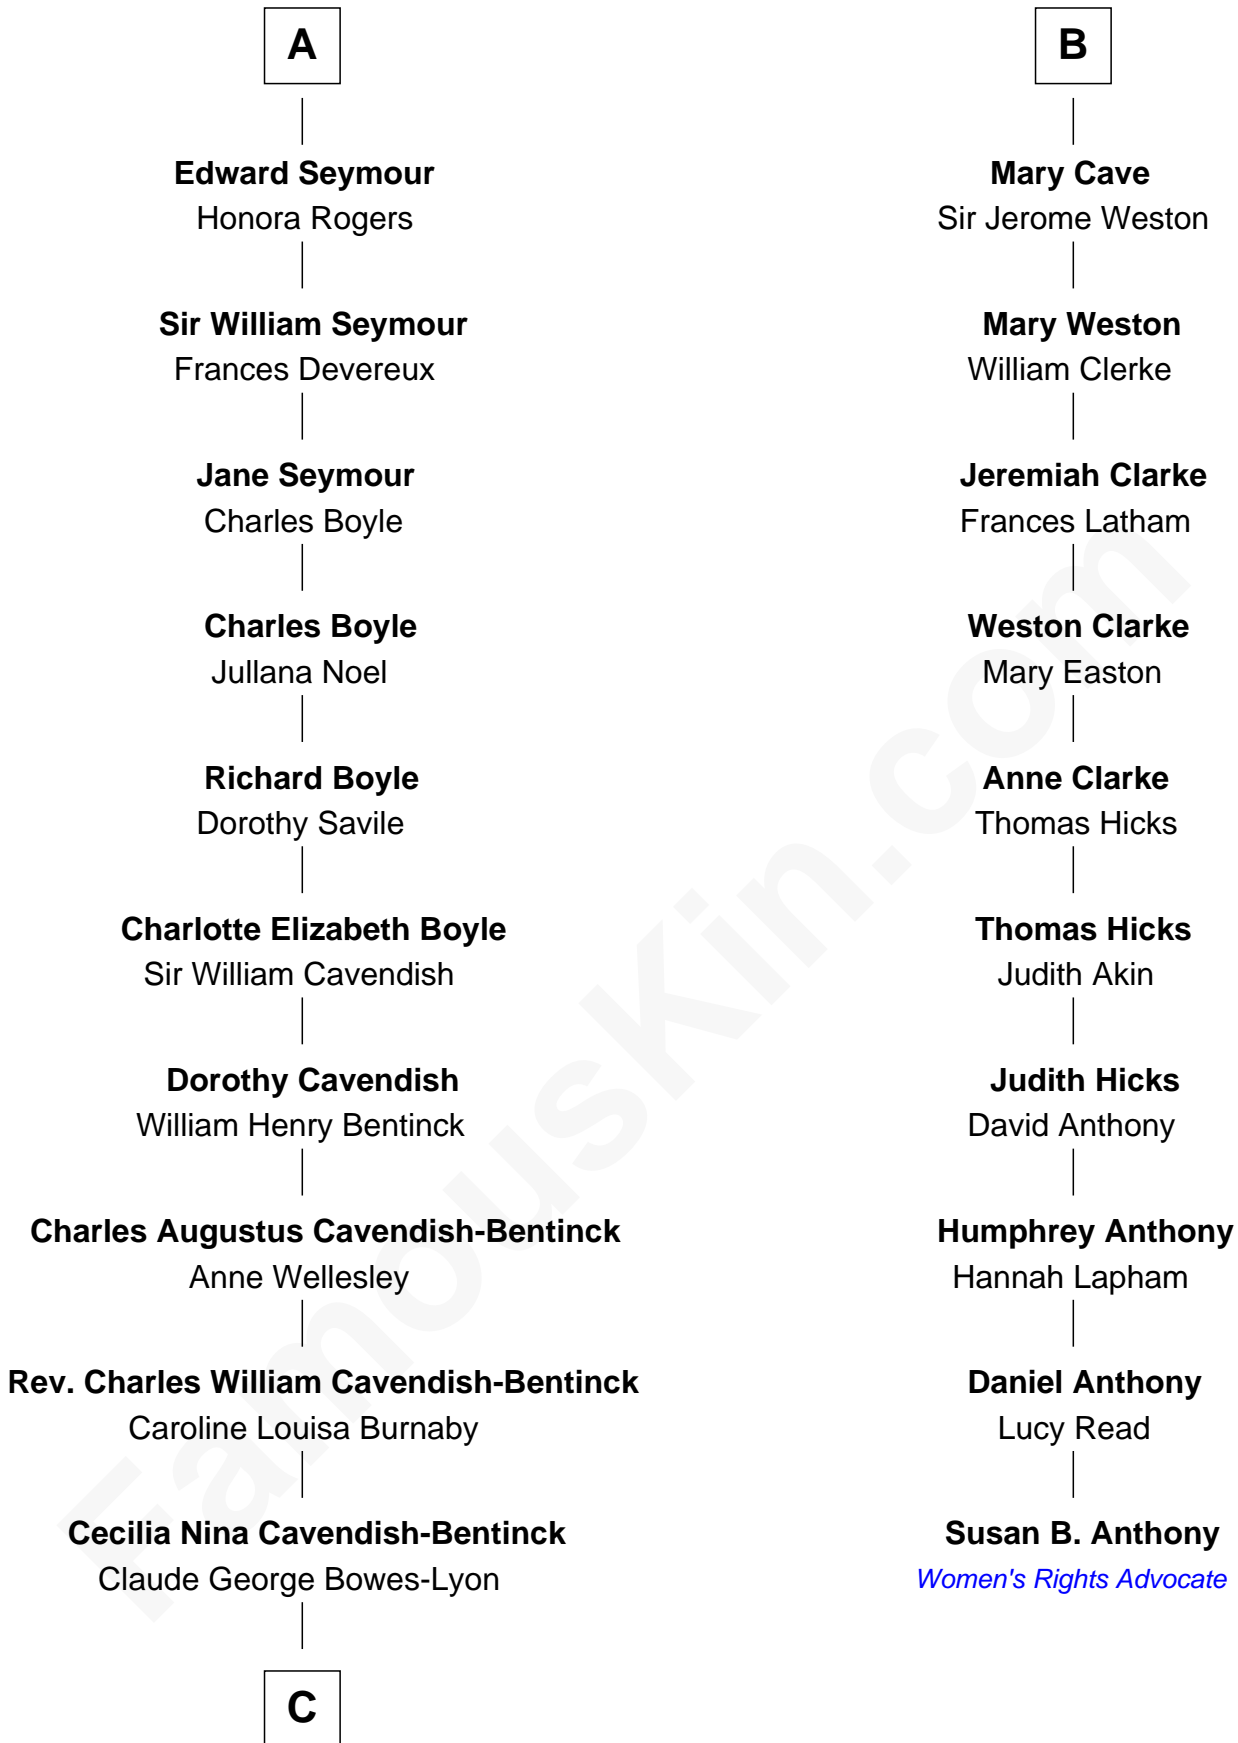 A
Edward Seymour
Honora Rogers
Sir William Seymour
Frances Devereux
Jane Seymour
Charles Boyle
Charles Boyle
Jullana Noel
Richard Boyle
Dorothy Savile
Charlotte Elizabeth Boyle
Sir William Cavendish
Dorothy Cavendish
William Henry Bentinck
Charles Augustus Cavendish-Bentinck
Anne Wellesley
Rev. Charles William Cavendish-Bentinck
Caroline Louisa Burnaby
Cecilia Nina Cavendish-Bentinck
Claude George Bowes-Lyon
C
B
Mary Cave
Sir Jerome Weston
Mary Weston
William Clerke
Jeremiah Clarke
Frances Latham
Weston Clarke
Mary Easton
Anne Clarke
Thomas Hicks
Thomas Hicks
Judith Akin
Judith Hicks
David Anthony
Humphrey Anthony
Hannah Lapham
Daniel Anthony
Lucy Read
Susan B. Anthony
Women's Rights Advocate
FamousKin.com